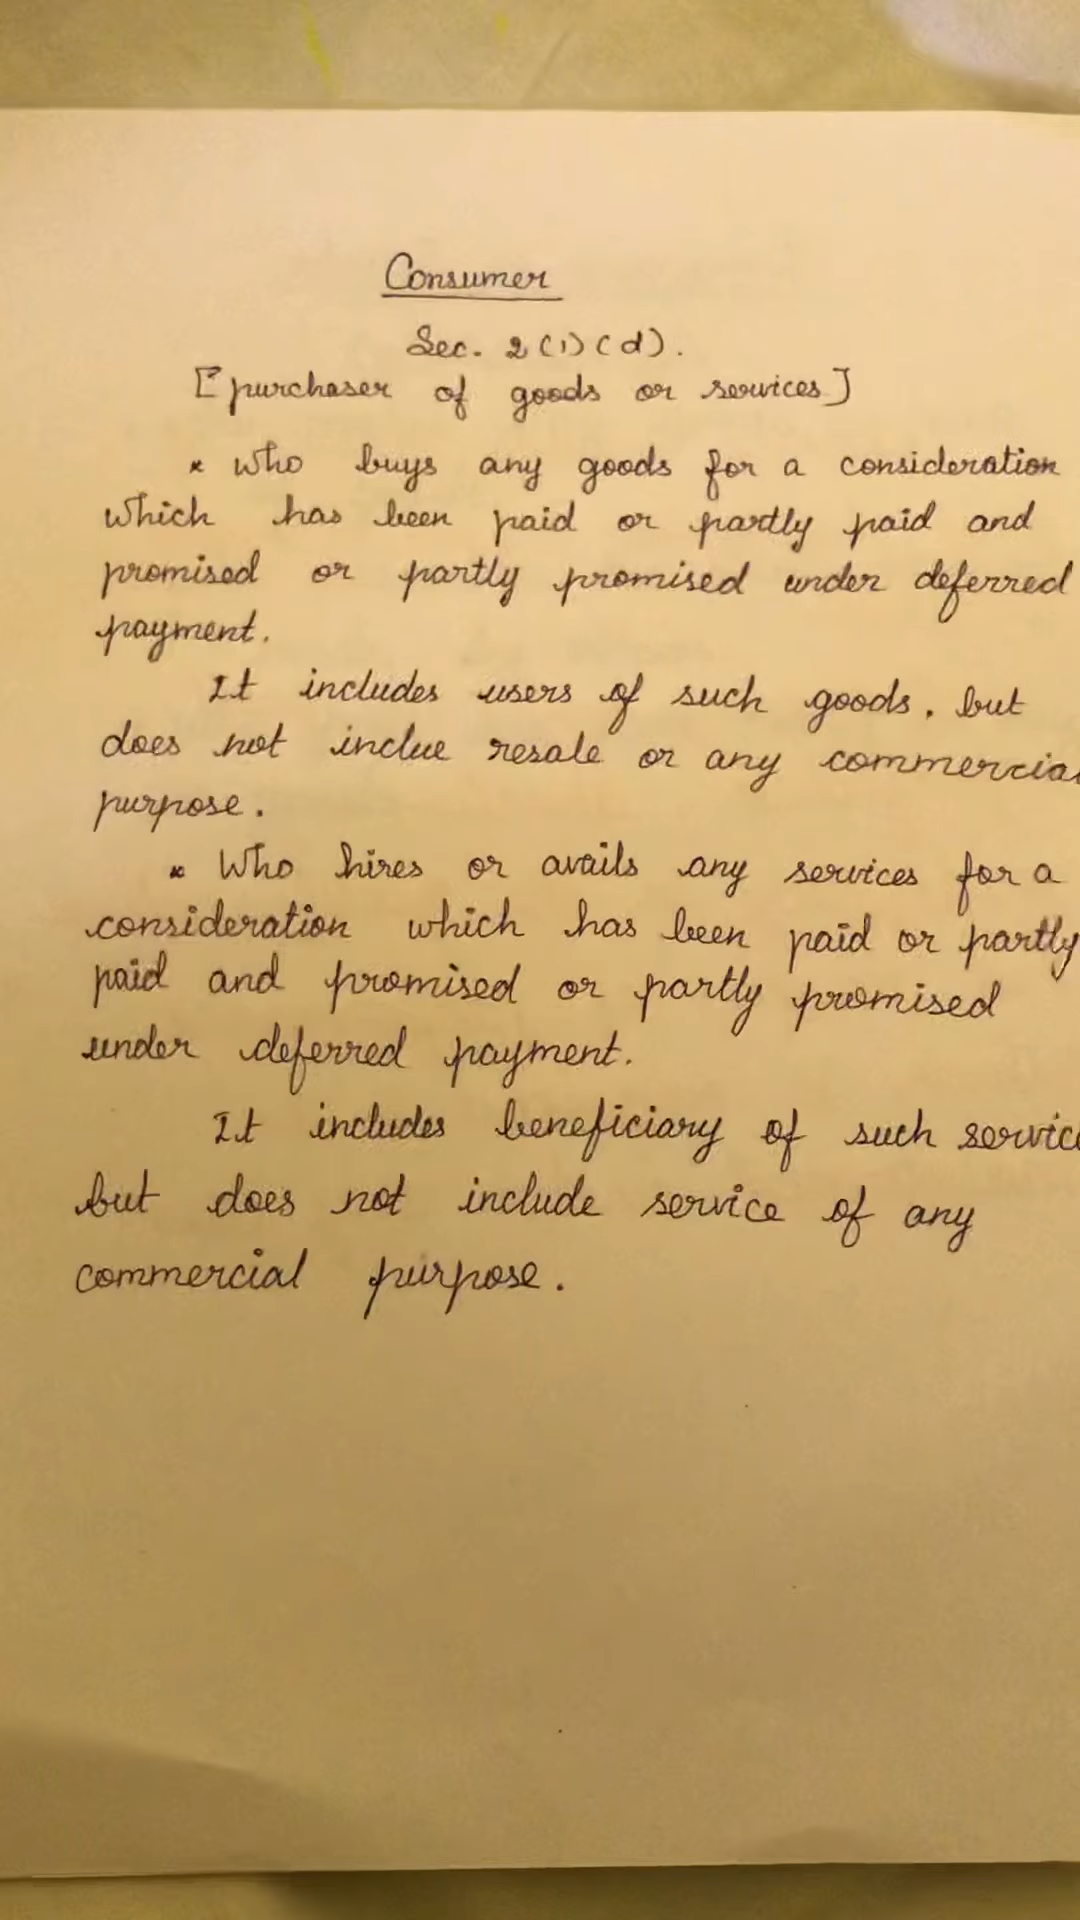 Consumer
Sec. 2(1)(d).
[purchaser of goods or services]
* Who buys any goods for a consideration
which has been paid or partly paid and
promised or partly promised under deferred
payment.
It includes users of such goods, but
does not inclue resale or any commercial
purpose.
* Who hires or avails any services for a
consideration which has been paid or partly
paid and promised or partly promised
under deferred payment.
It includes beneficiary of such service
but does not include service of any
commercial purpose.